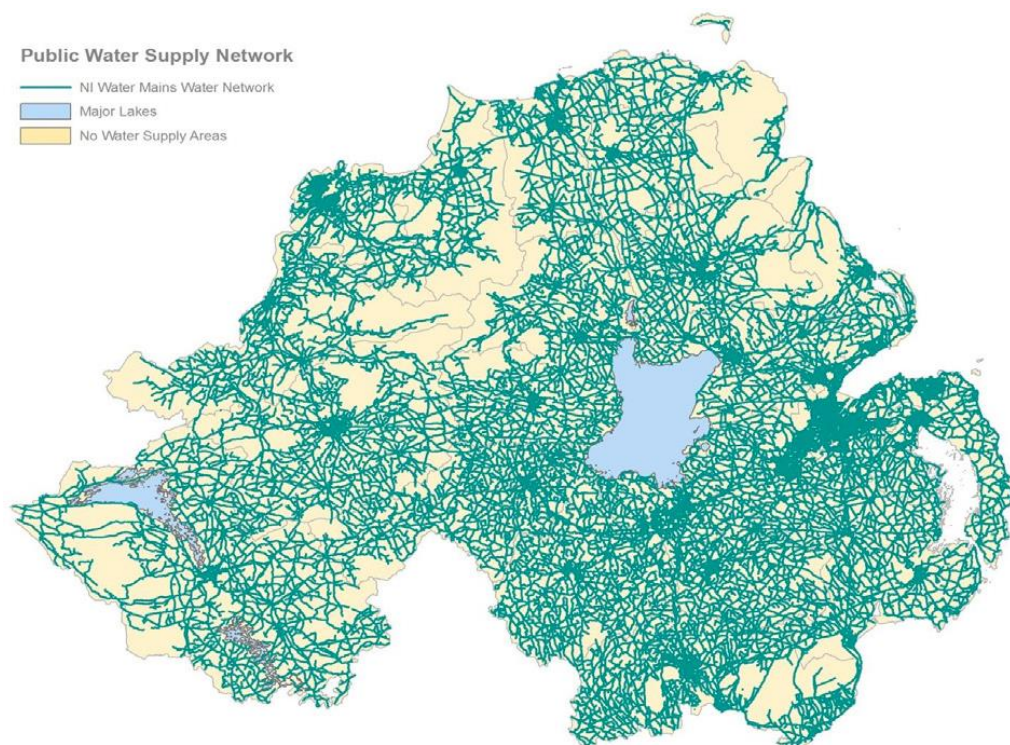 Public Water Supply Network
NI Water Mains Water Network
Major Lakes
No Water Supply Areas